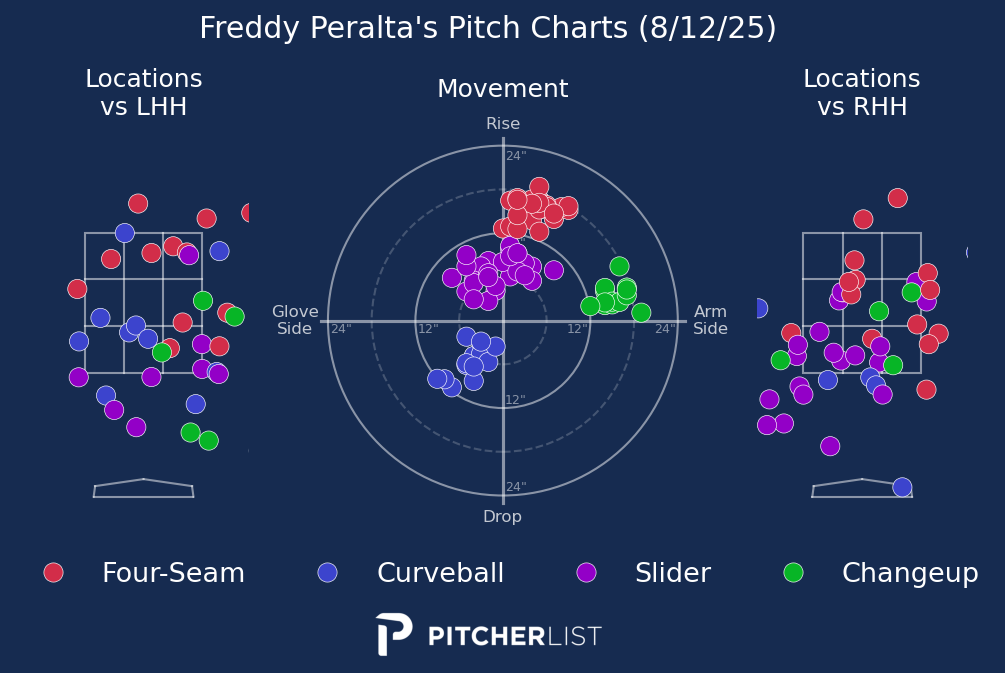 Freddy Peralta's Pitch Charts (8/12/25)
Locations
vs LHH
Movement
Locations
vs RHH
Rise
24"
Glove
Side
24"
12"
12"
24"
Arm
Side
12"
24"
Drop
Four-Seam
Curveball
Slider
Changeup
PITCHERLIST